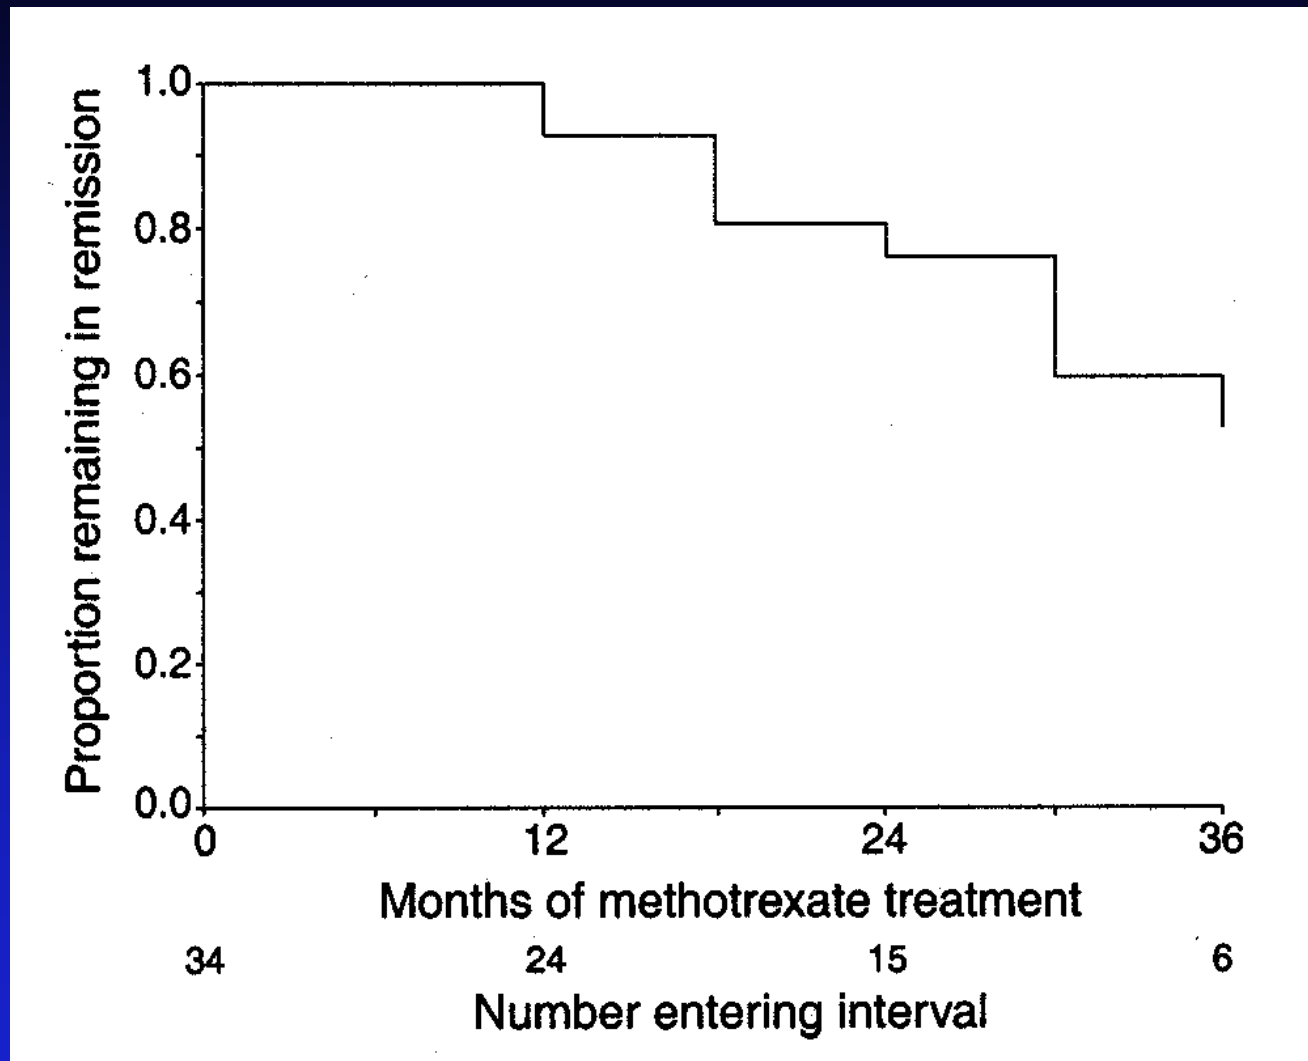 Proportion remaining in remission
1.0
0.8
0.6
0.4
0.2
0.0
0 12 24 36
Months of methotrexate treatment
34 24 15 6
Number entering interval